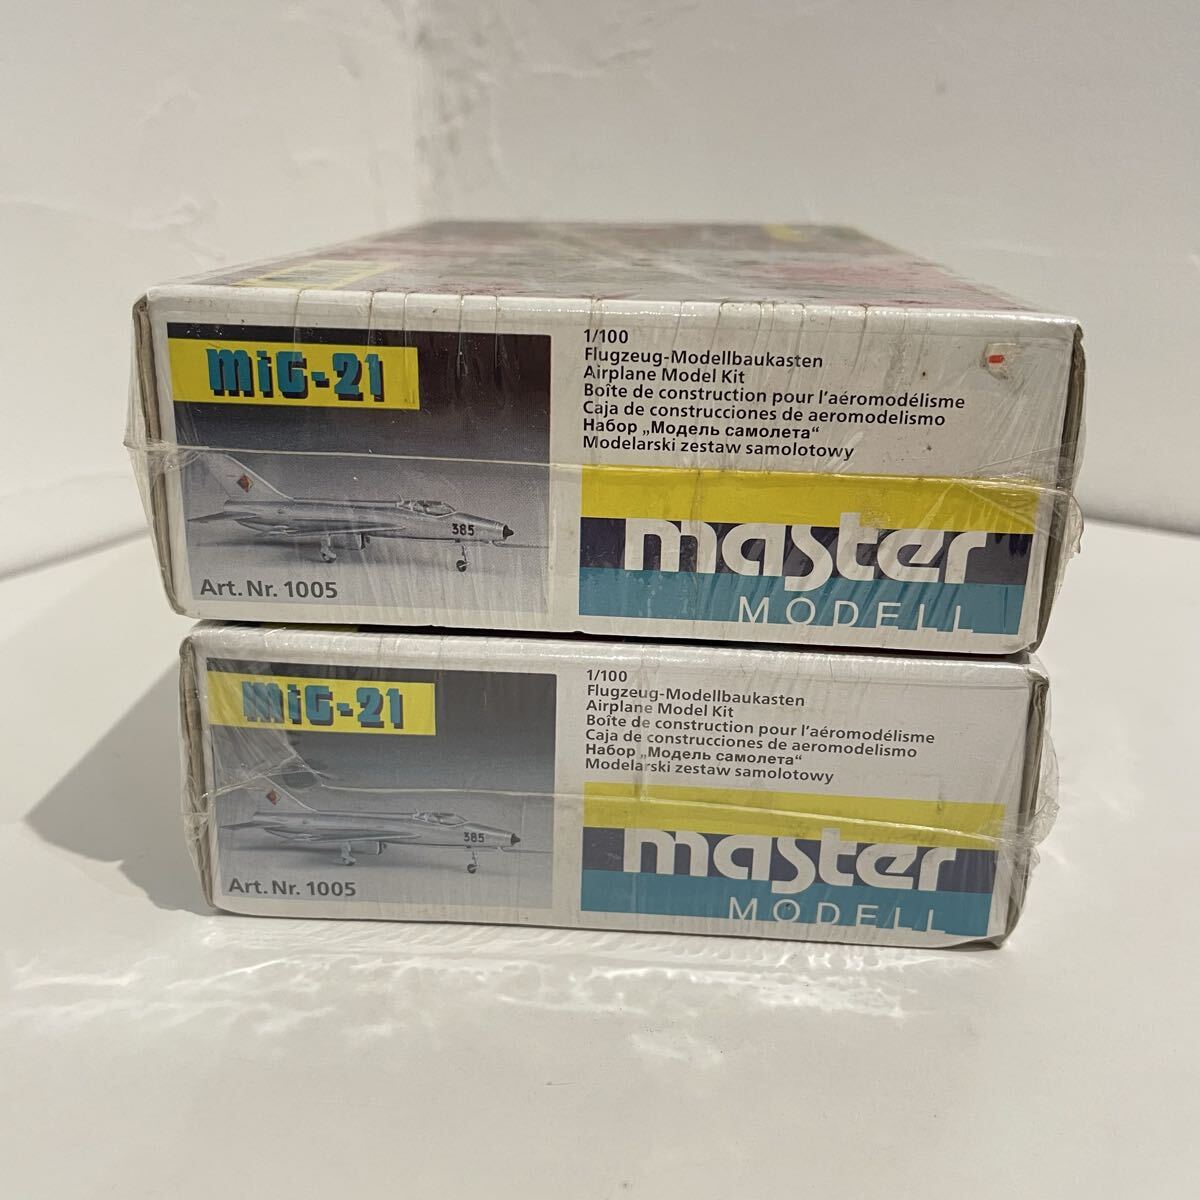 MiG-21
385
Art. Nr. 1005
1/100
Flugzeug-Modellbaukasten
Airplane Model Kit
Boîte de construction pour l'aéromodélisme
Caja de construcciones de aeromodelismo
Набор „Модель самолета“
Modelarski zestaw samolotowy
master
MODELL
MiG-21
385
Art. Nr. 1005
1/100
Flugzeug-Modellbaukasten
Airplane Model Kit
Boîte de construction pour l'aéromodélisme
Caja de construcciones de aeromodelismo
Набор „Модель самолета“
Modelarski zestaw samolotowy
master
MODELL